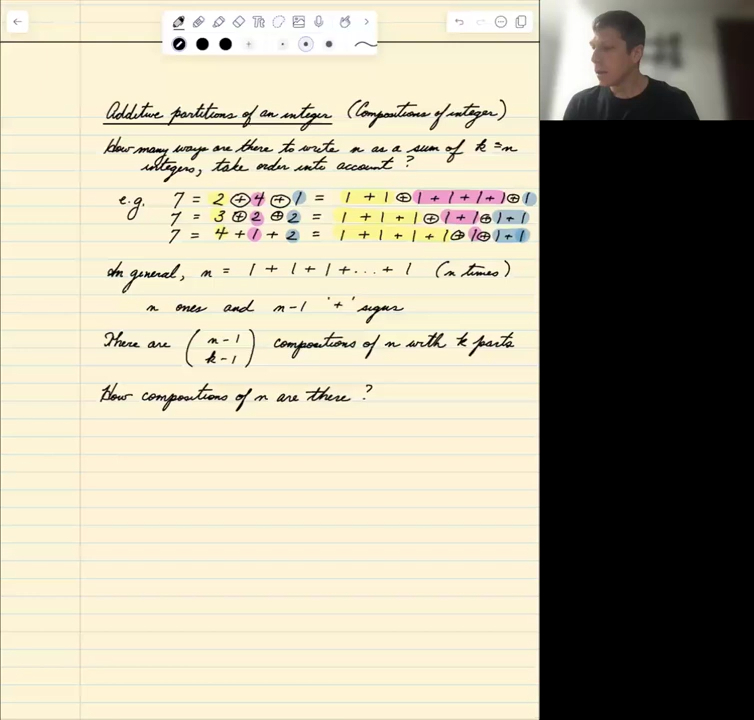 Additive partitions of an integer (Compositions of integer)
How many ways are there to write n as a sum of k ≤ n
integers, take order into account ?
e.g. 7 = 2 ⊕ 4 ⊕ 1 = 1 + 1 ⊕ 1 + 1 + 1 + 1 ⊕ 1
7 = 3 ⊕ 2 ⊕ 2 = 1 + 1 + 1 ⊕ 1 + 1 ⊕ 1 + 1
7 = 4 + 1 + 2 = 1 + 1 + 1 + 1 ⊕ 1 ⊕ 1 + 1
In general, n = 1 + 1 + 1 + ... + 1 (n times)
n ones and n-1 '+' signs
There are (n-1 k-1) compositions of n with k parts
How compositions of n are there ?